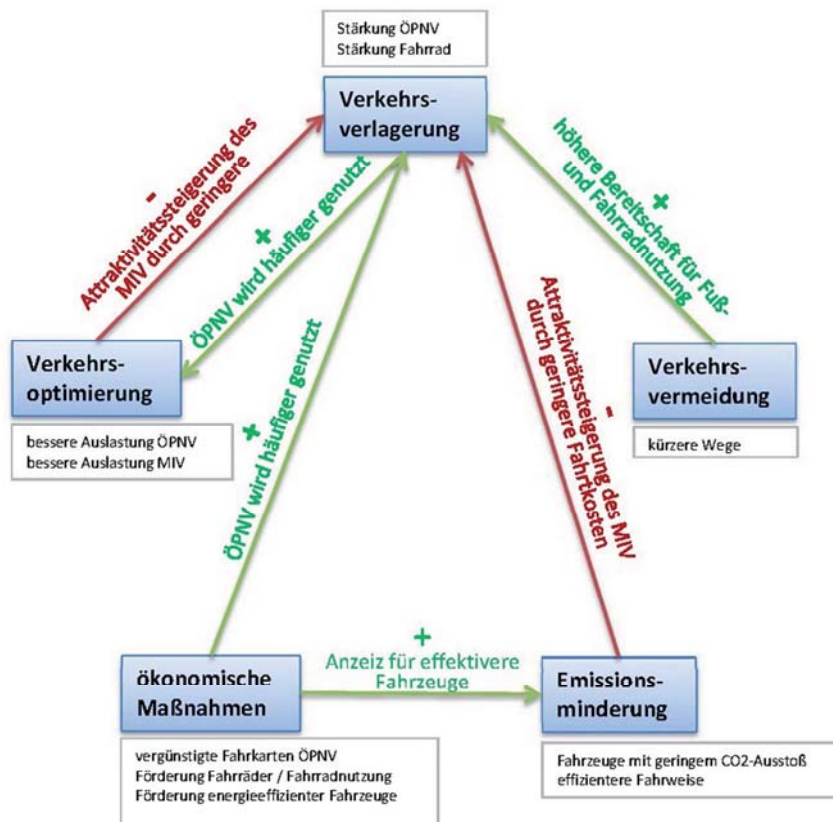 Stärkung ÖPNV
Stärkung Fahrrad
Verkehrs-
verlagerung
-
Attraktivitätssteigerung des
MIV durch geringere
+
ÖPNV wird häufiger genutzt
+
höhere Bereitschaft für Fuß-
und Fahrradnutzung
Verkehrs-
optimierung
bessere Auslastung ÖPNV
bessere Auslastung MIV
+
ÖPNV wird häufiger genutzt
-
Attraktivitätssteigerung des MIV
durch geringere Fahrtkosten
Verkehrs-
vermeidung
kürzere Wege
ökonomische
Maßnahmen
vergünstigte Fahrkarten ÖPNV
Förderung Fahrräder / Fahrradnutzung
Förderung energieeffizienter Fahrzeuge
+
Anzeiz für effektivere
Fahrzeuge
Emissions-
minderung
Fahrzeuge mit geringem CO2-Ausstoß
effizientere Fahrweise